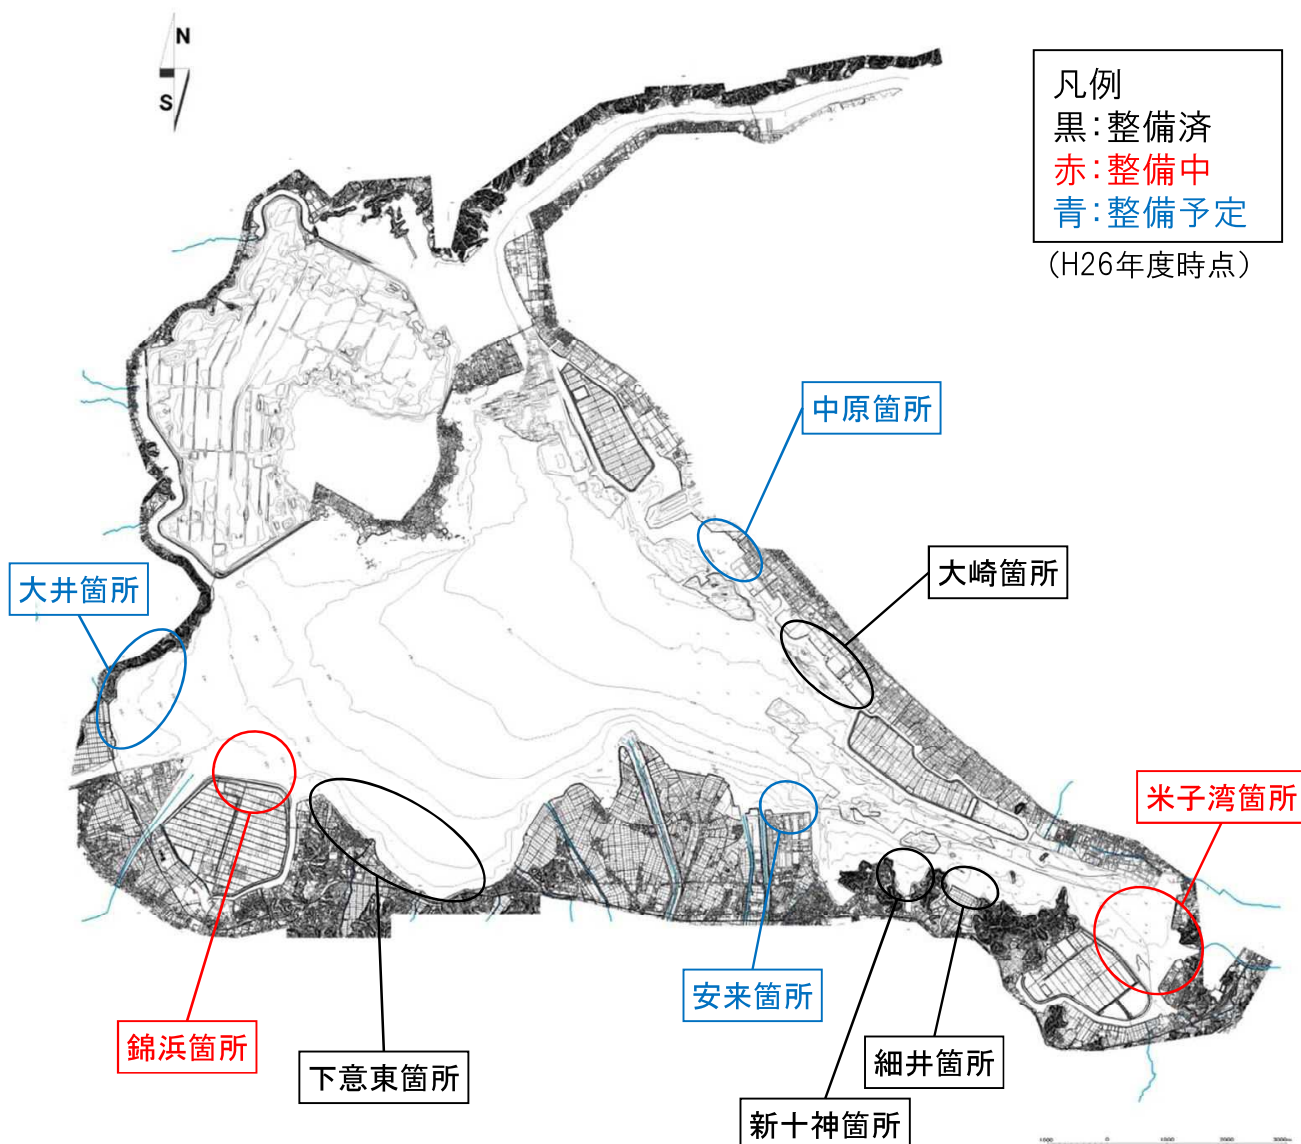 N
S
凡例
黒：整備済
赤：整備中
青：整備予定
（H26年度時点）
中原箇所
大崎箇所
大井箇所
米子湾箇所
安来箇所
錦浜箇所
下意東箇所
細井箇所
新十神箇所